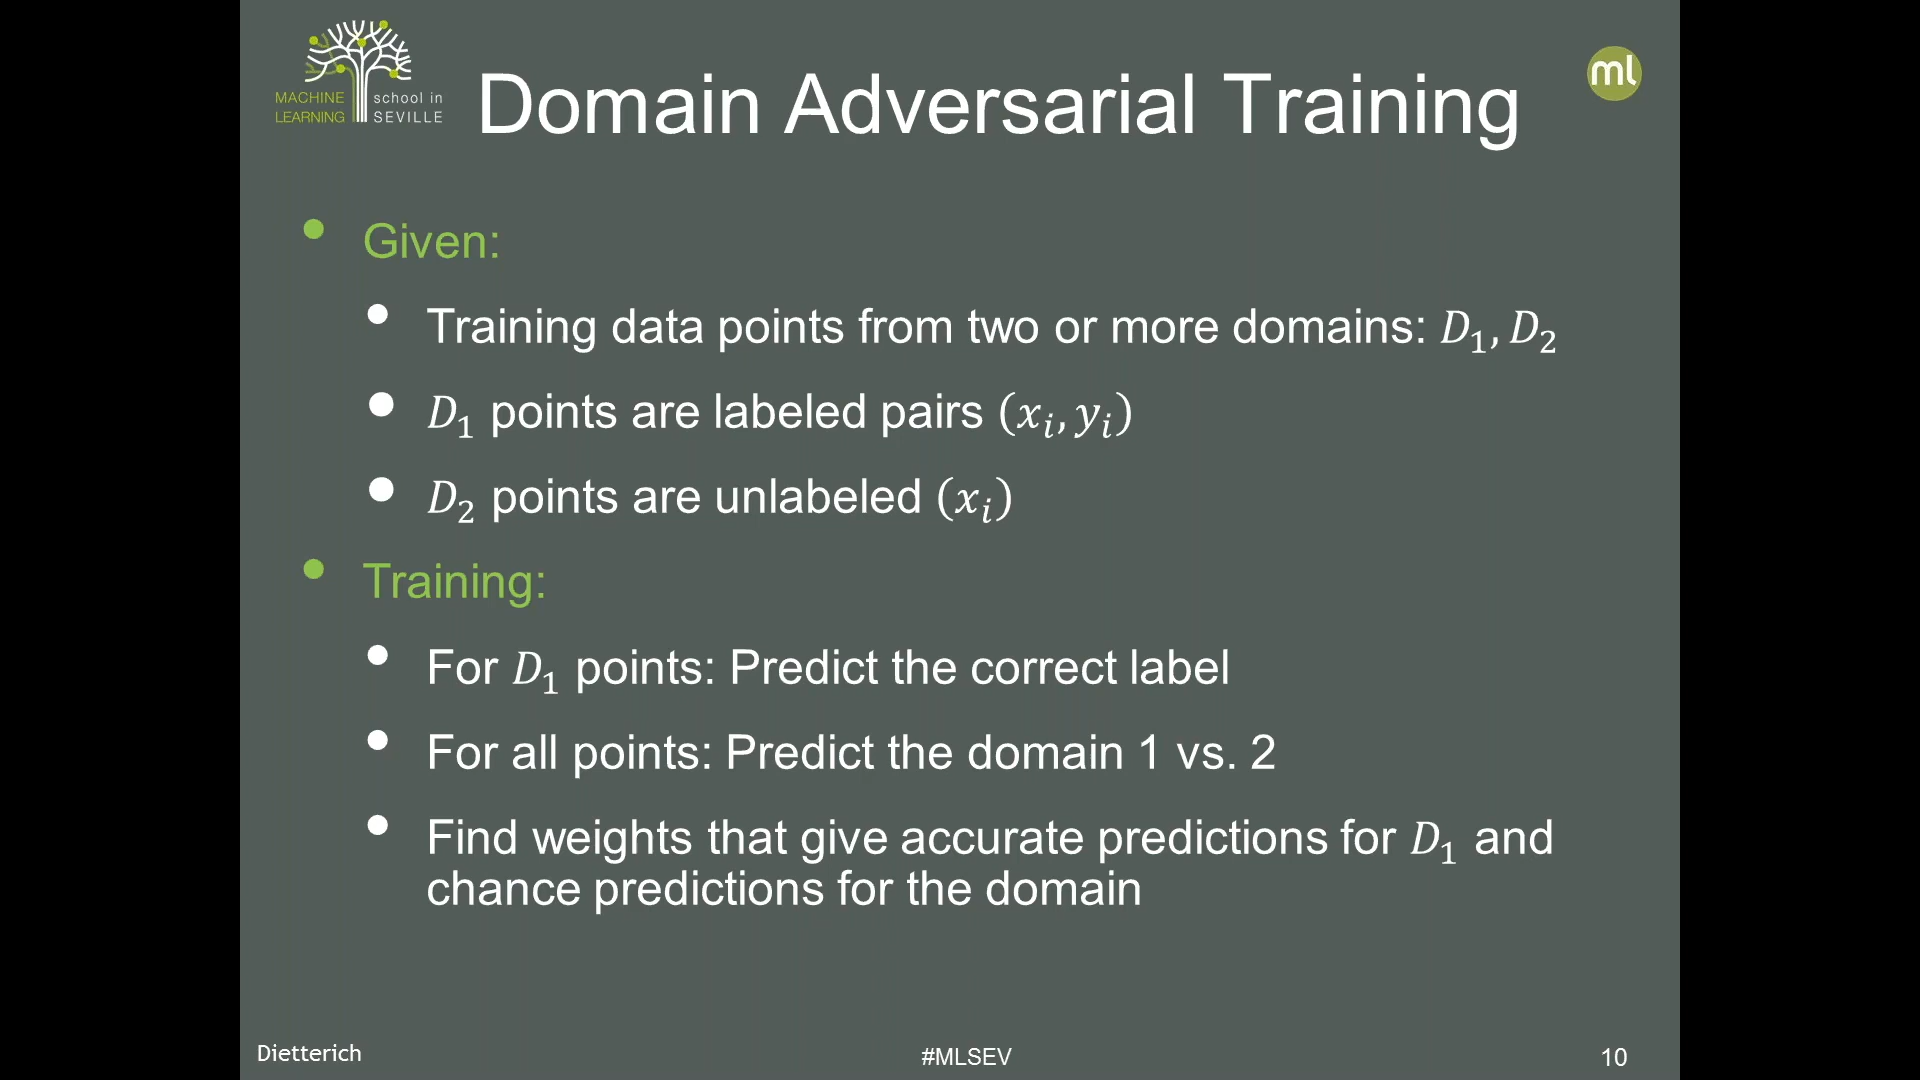 MACHINE school in
LEARNING SEVILLE
Domain Adversarial Training
ml
• Given:
• Training data points from two or more domains: D₁, D₂
• D₁ points are labeled pairs (xᵢ, yᵢ)
• D₂ points are unlabeled (xᵢ)
• Training:
• For D₁ points: Predict the correct label
• For all points: Predict the domain 1 vs. 2
• Find weights that give accurate predictions for D₁ and
chance predictions for the domain
Dietterich
#MLSEV
10